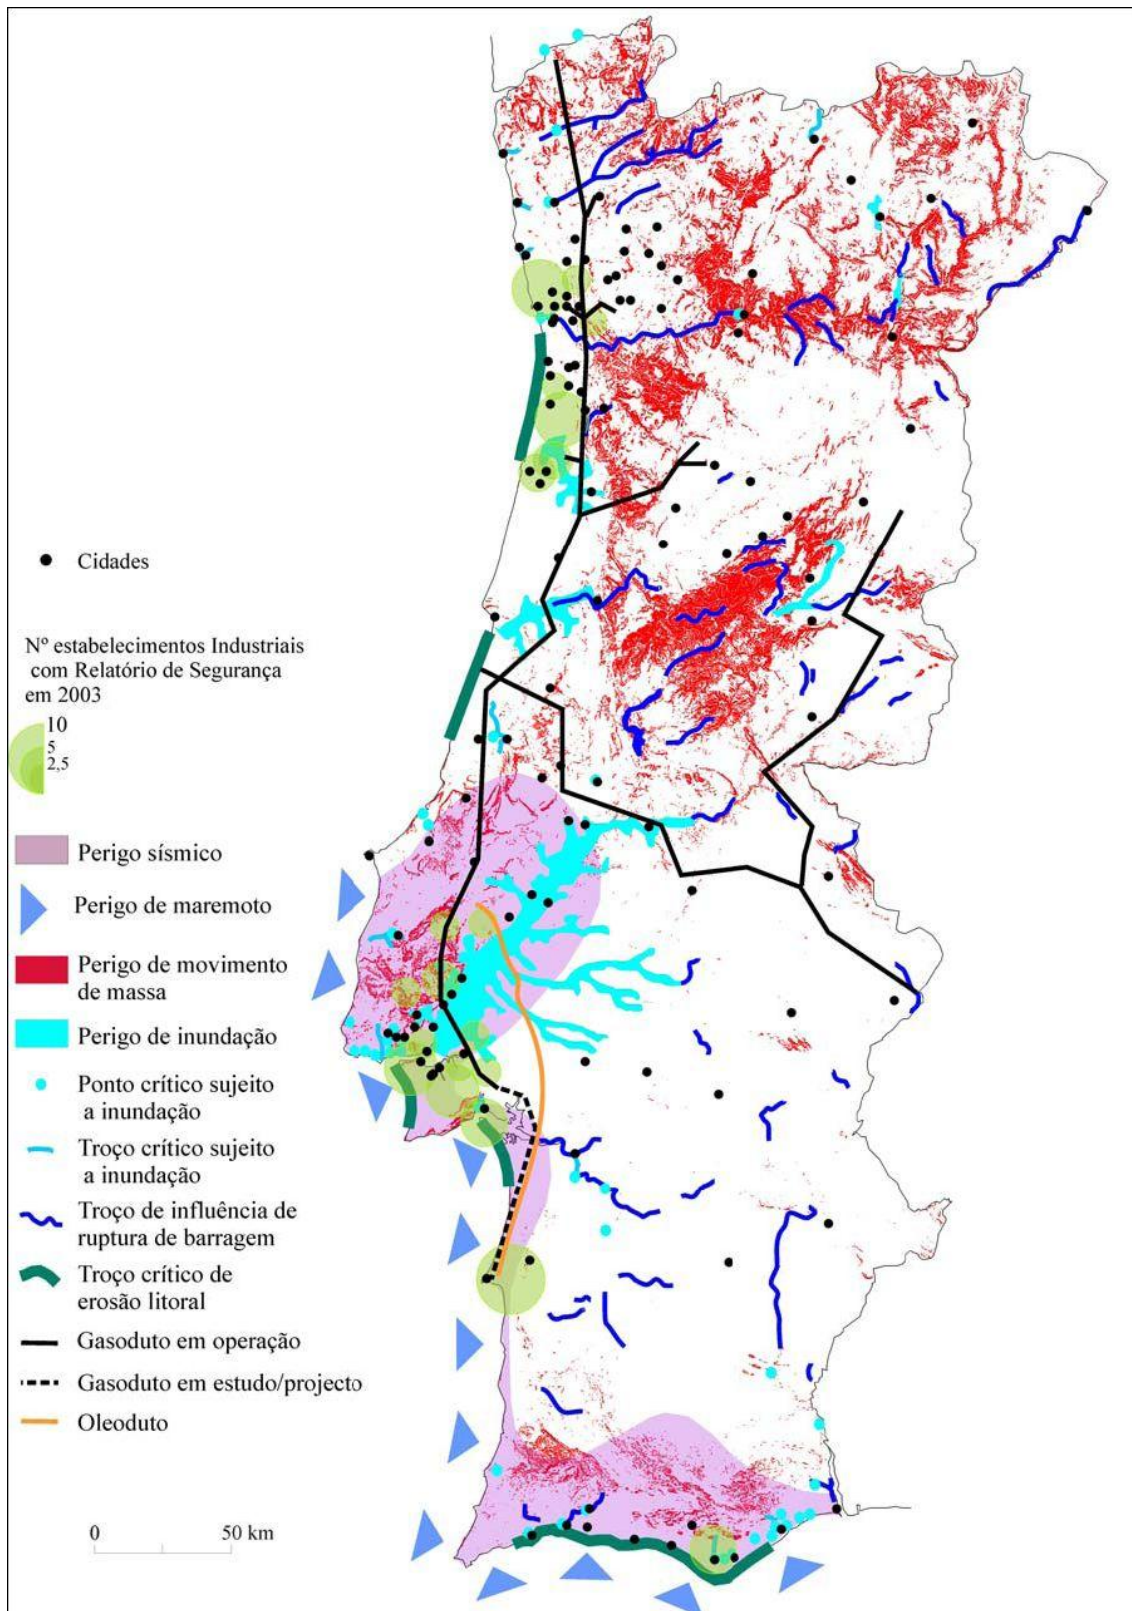 Cidades
Nº estabelecimentos Industriais
com Relatório de Segurança
em 2003
10
5
2,5
Perigo sísmico
Perigo de maremoto
Perigo de movimento
de massa
Perigo de inundação
Ponto crítico sujeito
a inundação
Troço crítico sujeito
a inundação
Troço de influência de
ruptura de barragem
Troço crítico de
erosão litoral
Gasoduto em operação
Gasoduto em estudo/projecto
Oleoduto
0 50 km